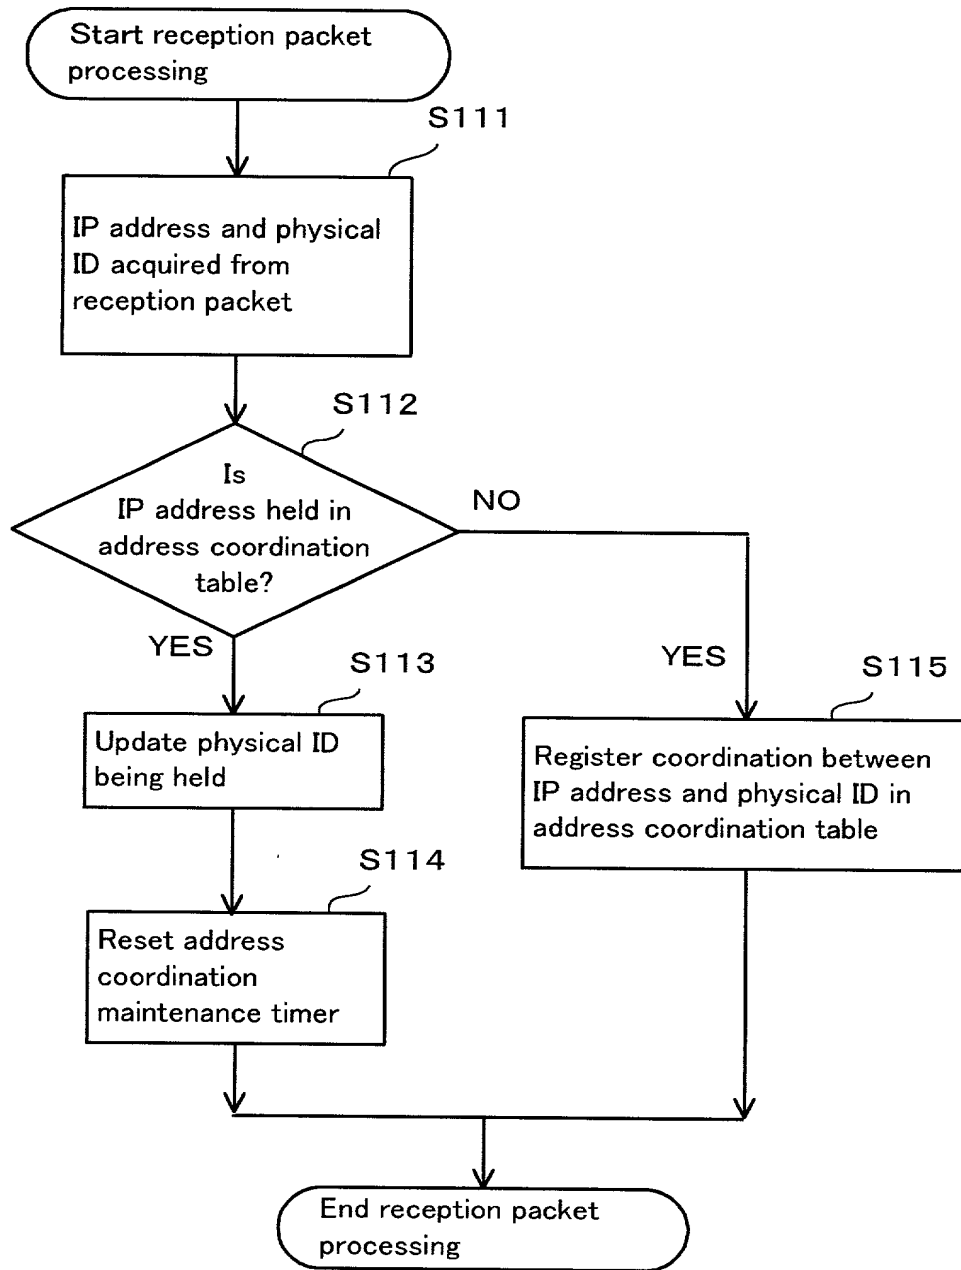 Start reception packet
processing
S111
IP address and physical
ID acquired from
reception packet
S112
Is
IP address held in
address coordination
table?
NO
YES
YES
S113
Update physical ID
being held
S115
Register coordination between
IP address and physical ID in
address coordination table
S114
Reset address
coordination
maintenance timer
End reception packet
processing